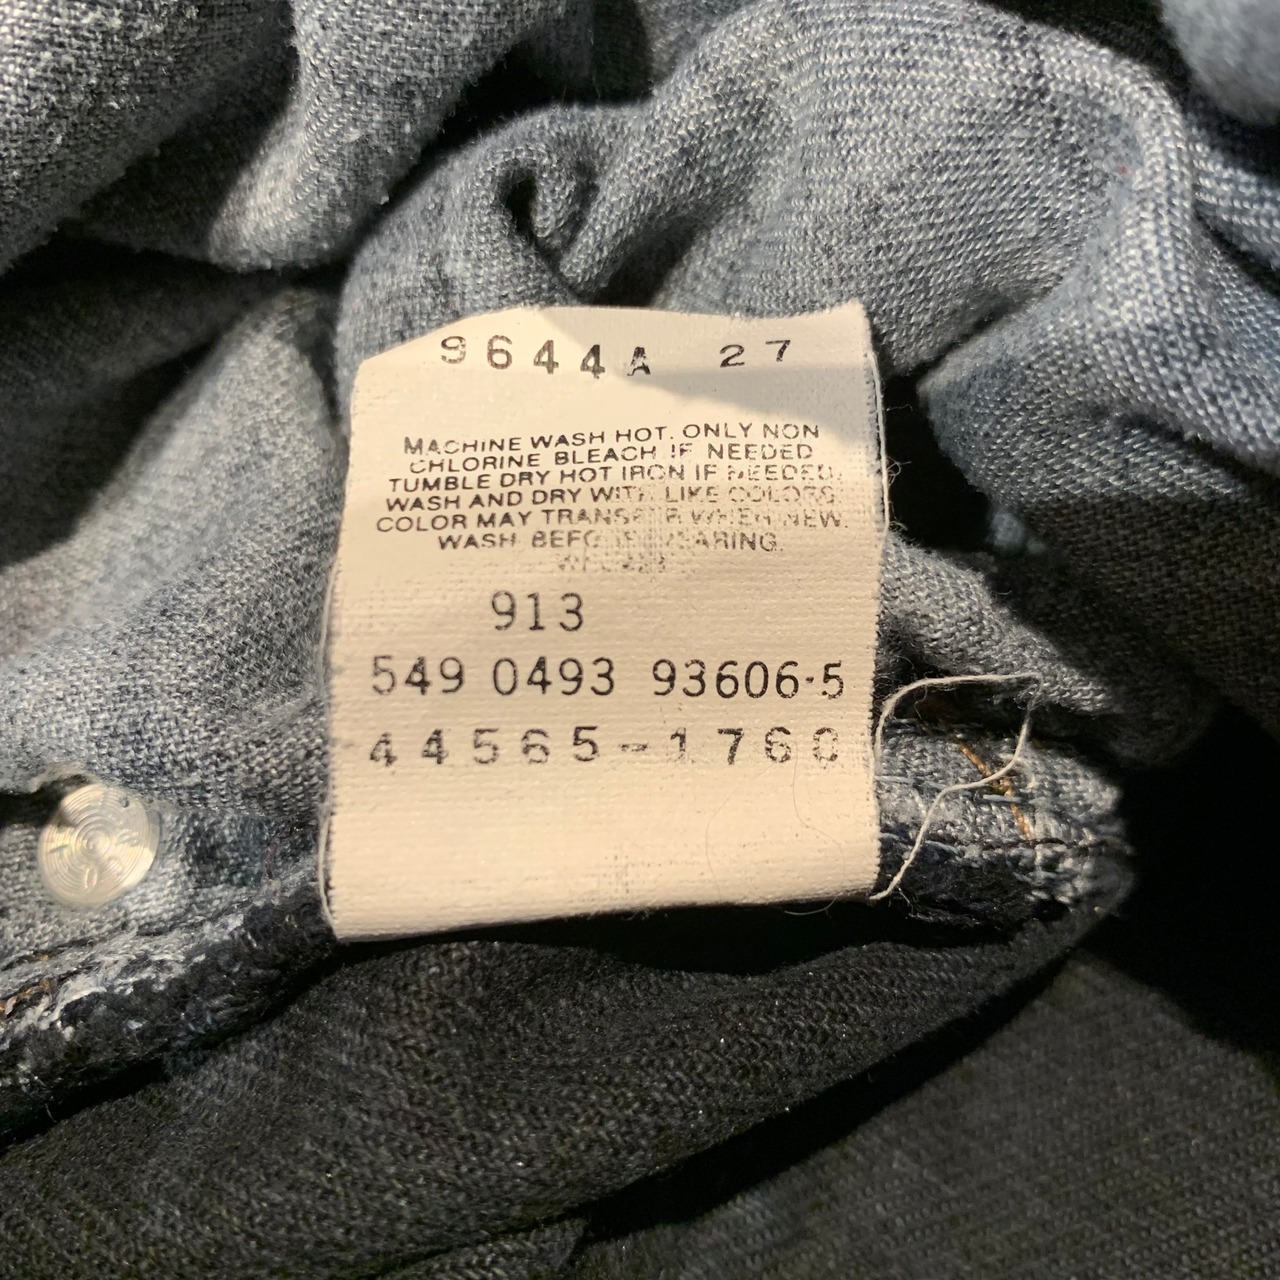 9644A 27
MACHINE WASH HOT. ONLY NON
CHLORINE BLEACH IF NEEDED
TUMBLE DRY HOT IRON IF NEEDED.
WASH AND DRY WITH LIKE COLORS.
COLOR MAY TRANSFER WHEN NEW.
WASH BEFORE WEARING.
913
549 0493 93606·5
44565-1760